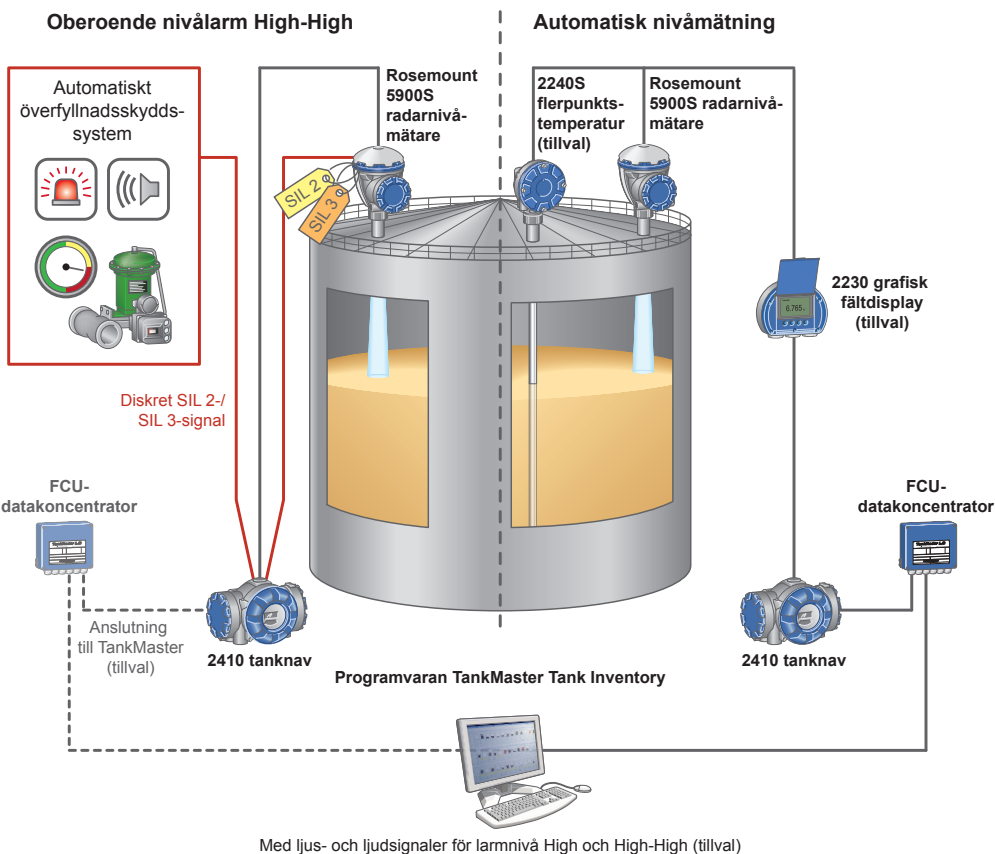 Oberoende nivålarm High-High
Automatisk nivåmätning
Automatiskt
överfyllnadsskydds-
system
Rosemount
5900S
radarnivå-
mätare
2240S
flerpunkts-
temperatur
(tillval)
Rosemount
5900S radarnivå-
mätare
SIL 2
SIL 3
2230 grafisk
fältdisplay
(tillval)
Diskret SIL 2-/
SIL 3-signal
FCU-
datakoncentrator
FCU-
datakoncentrator
Anslutning
till TankMaster
(tillval)
2410 tanknav
2410 tanknav
Programvaran TankMaster Tank Inventory
Med ljus- och ljudsignaler för larmnivå High och High-High (tillval)